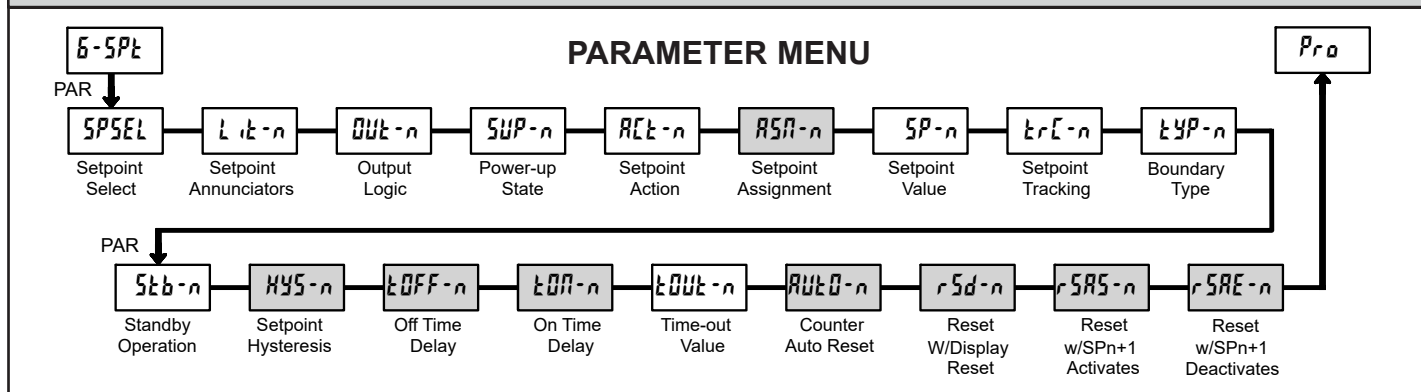 6-SPt
PARAMETER MENU
Pro
PAR
SPSEL
Lit-n
OUt-n
SUP-n
ACt-n
ASN-n
SP-n
trC-n
tYP-n
Setpoint Select
Setpoint Annunciators
Output Logic
Power-up State
Setpoint Action
Setpoint Assignment
Setpoint Value
Setpoint Tracking
Boundary Type
PAR
Stb-n
HYS-n
tOFF-n
tON-n
tOUt-n
AUtO-n
rSd-n
rSAS-n
rSAE-n
Standby Operation
Setpoint Hysteresis
Off Time Delay
On Time Delay
Time-out Value
Counter Auto Reset
Reset W/Display Reset
Reset w/SPn+1 Activates
Reset w/SPn+1 Deactivates